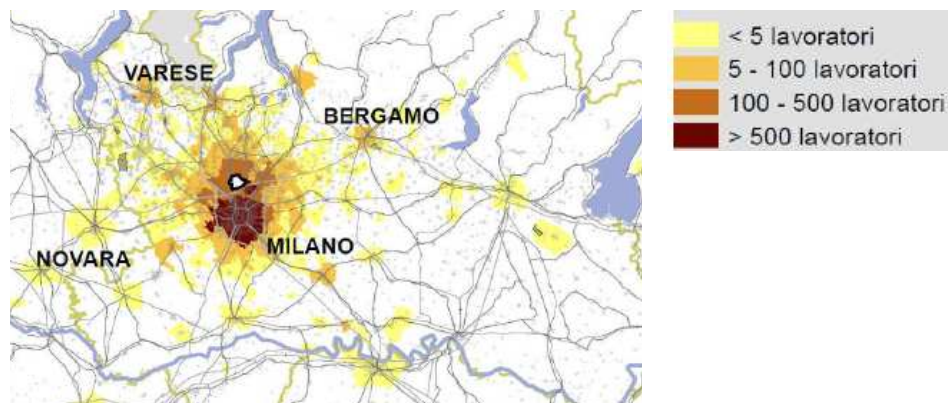 VARESE
BERGAMO
NOVARA
MILANO
< 5 lavoratori
5 - 100 lavoratori
100 - 500 lavoratori
> 500 lavoratori